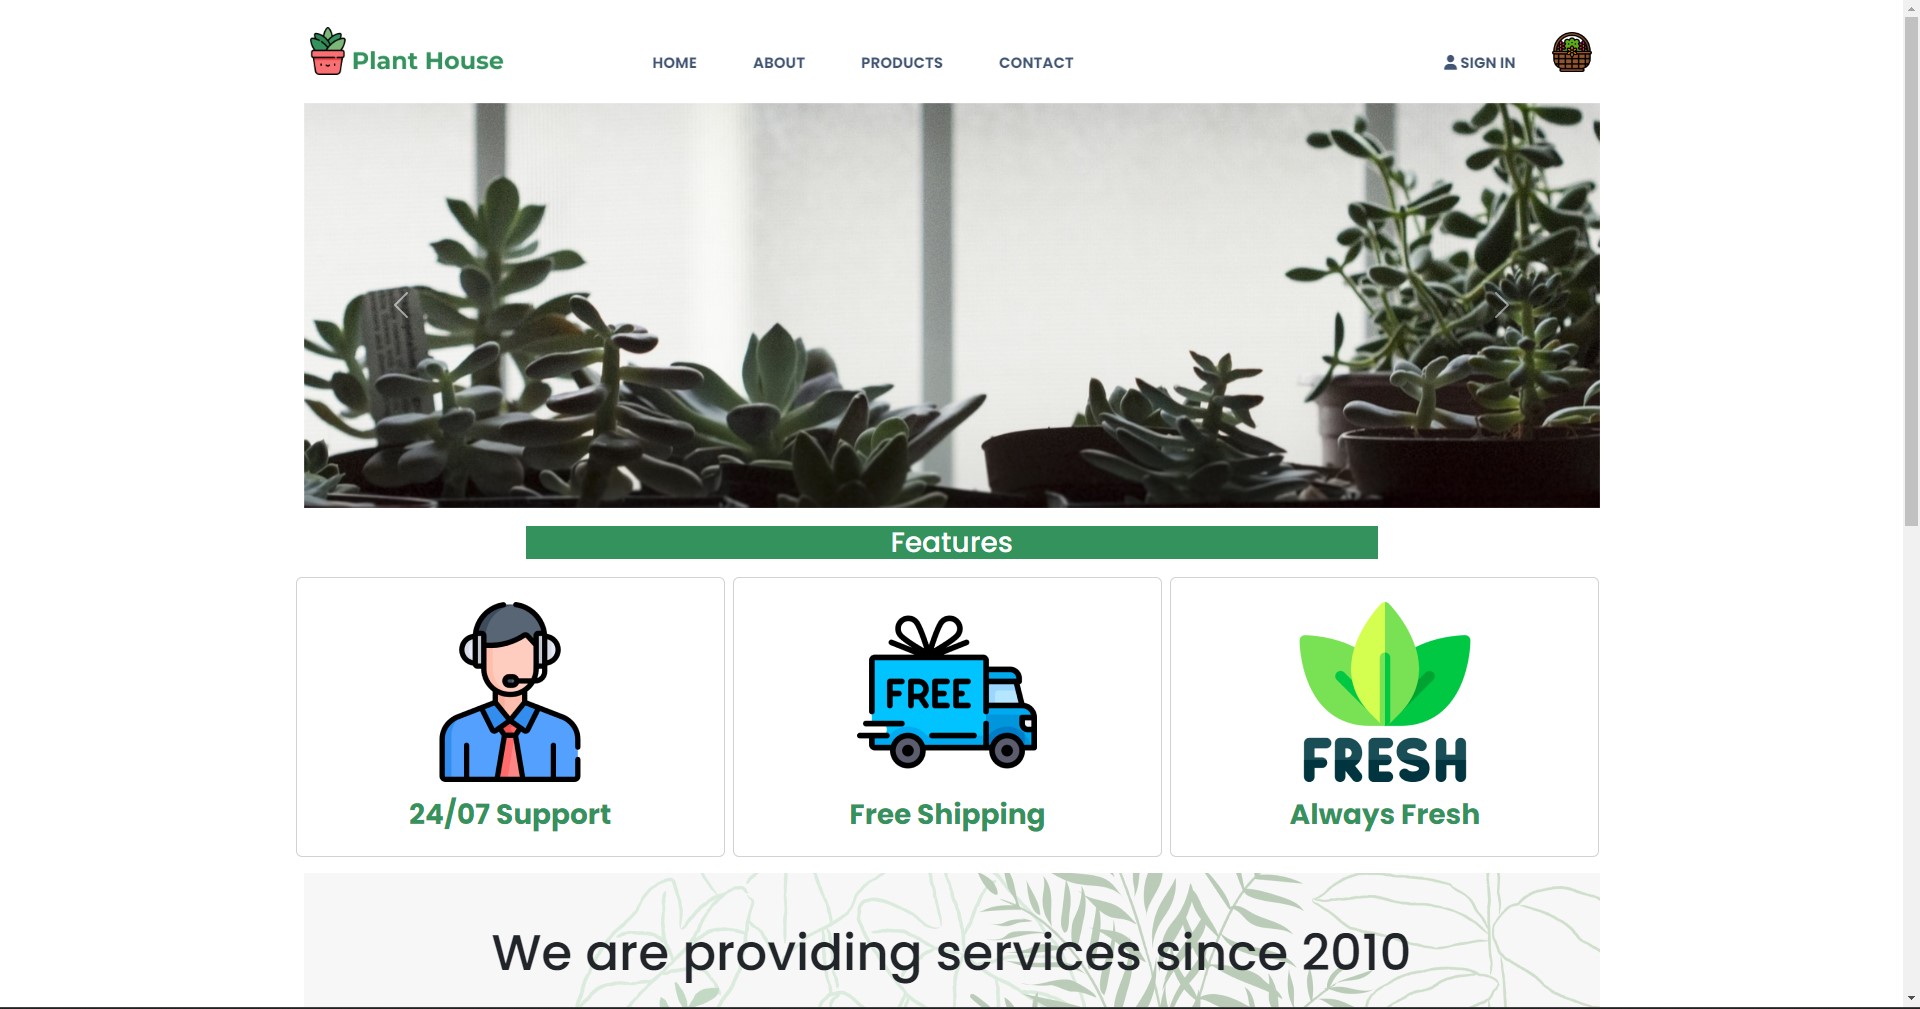 Plant House
HOME ABOUT PRODUCTS CONTACT
SIGN IN
Features
FREE
FRESH
24/07 Support
Free Shipping
Always Fresh
We are providing services since 2010